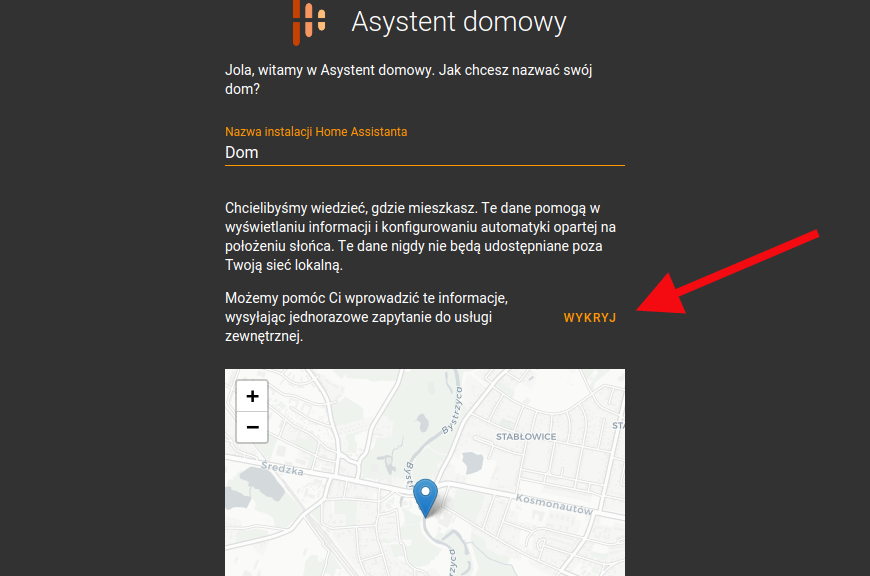 Asystent domowy
Jola, witamy w Asystent domowy. Jak chcesz nazwać swój
dom?
Nazwa instalacji Home Assistanta
Dom
Chcielibyśmy wiedzieć, gdzie mieszkasz. Te dane pomogą w
wyświetlaniu informacji i konfigurowaniu automatyki opartej na
położeniu słońca. Te dane nigdy nie będą udostępniane poza
Twoją sieć lokalną.
Możemy pomóc Ci wprowadzić te informacje,
wysyłając jednorazowe zapytanie do usługi
zewnętrznej.
WYKRYJ
+
−
Bystrzyca
STABŁOWICE
Średzka
Kosmonautów